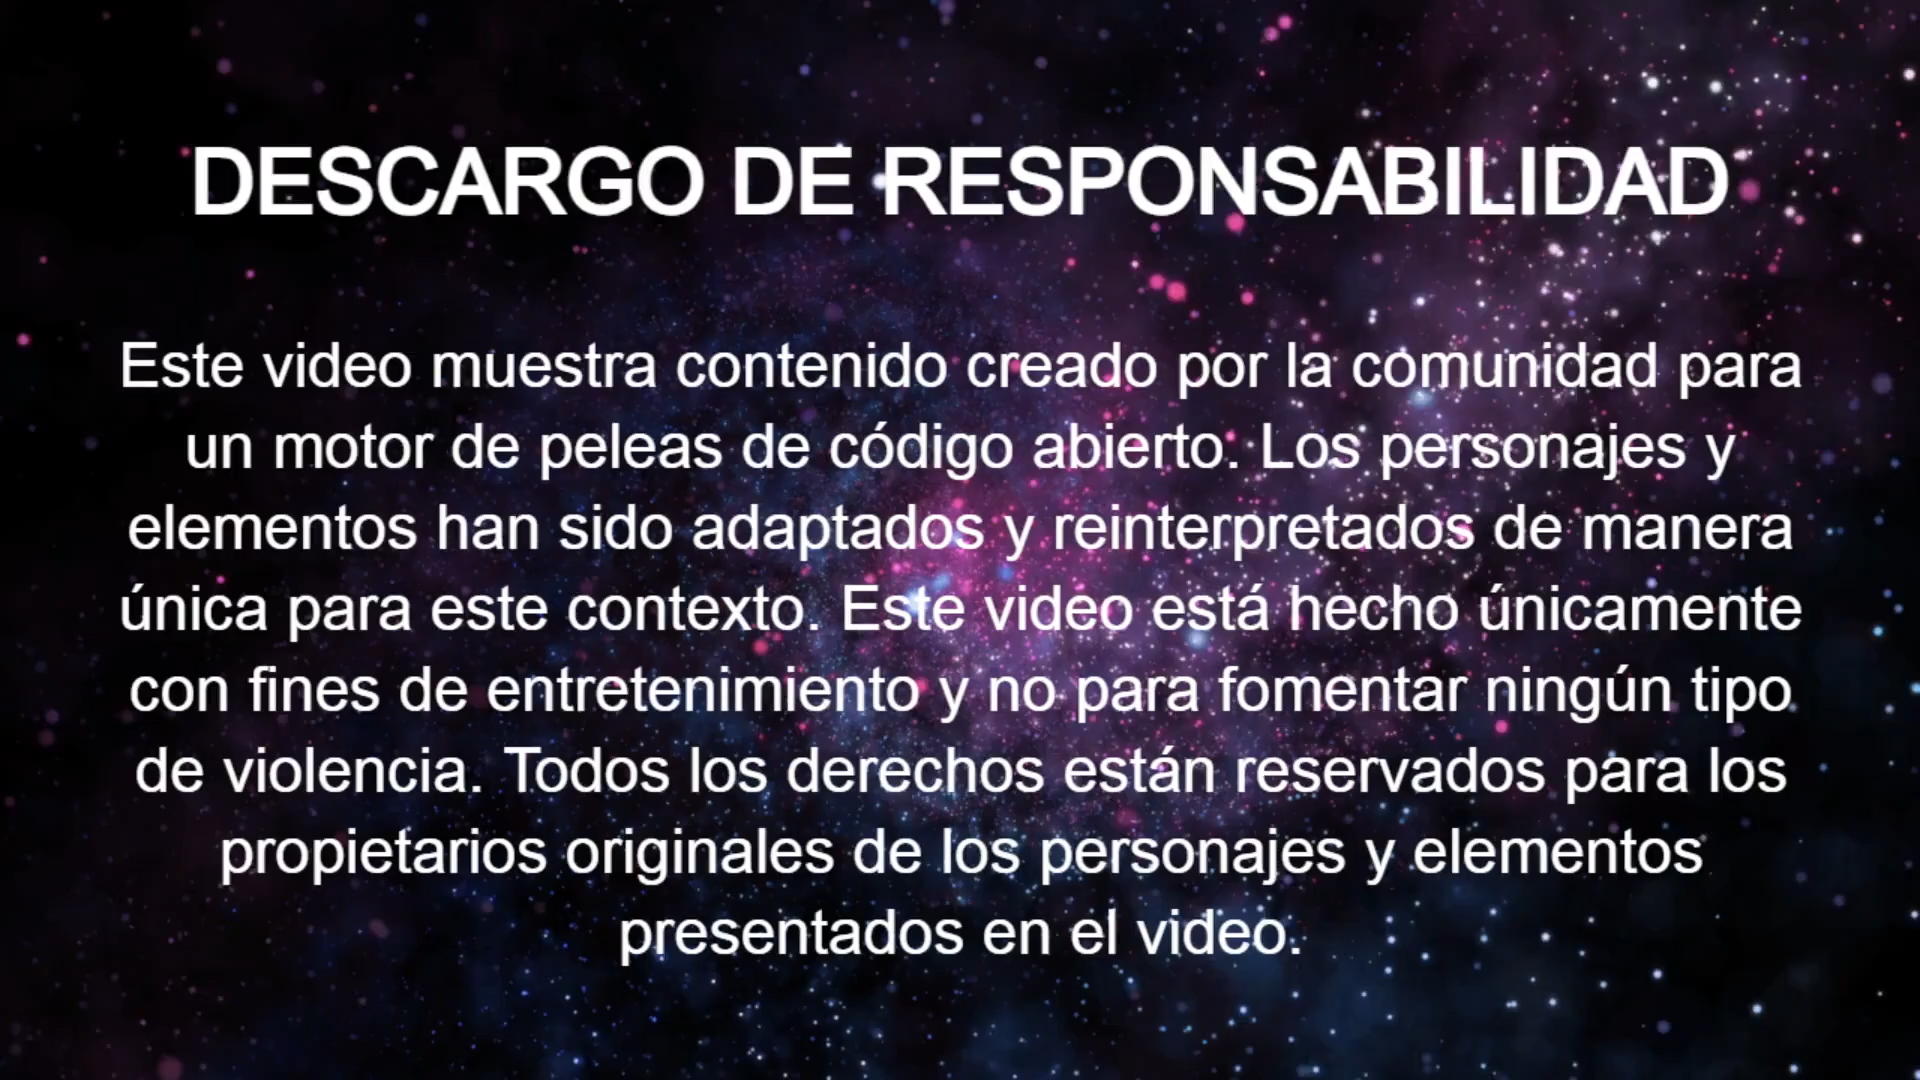 DESCARGO DE RESPONSABILIDAD
Este video muestra contenido creado por la comunidad para
un motor de peleas de código abierto. Los personajes y
elementos han sido adaptados y reinterpretados de manera
única para este contexto. Este video está hecho únicamente
con fines de entretenimiento y no para fomentar ningún tipo
de violencia. Todos los derechos están reservados para los
propietarios originales de los personajes y elementos
presentados en el video.